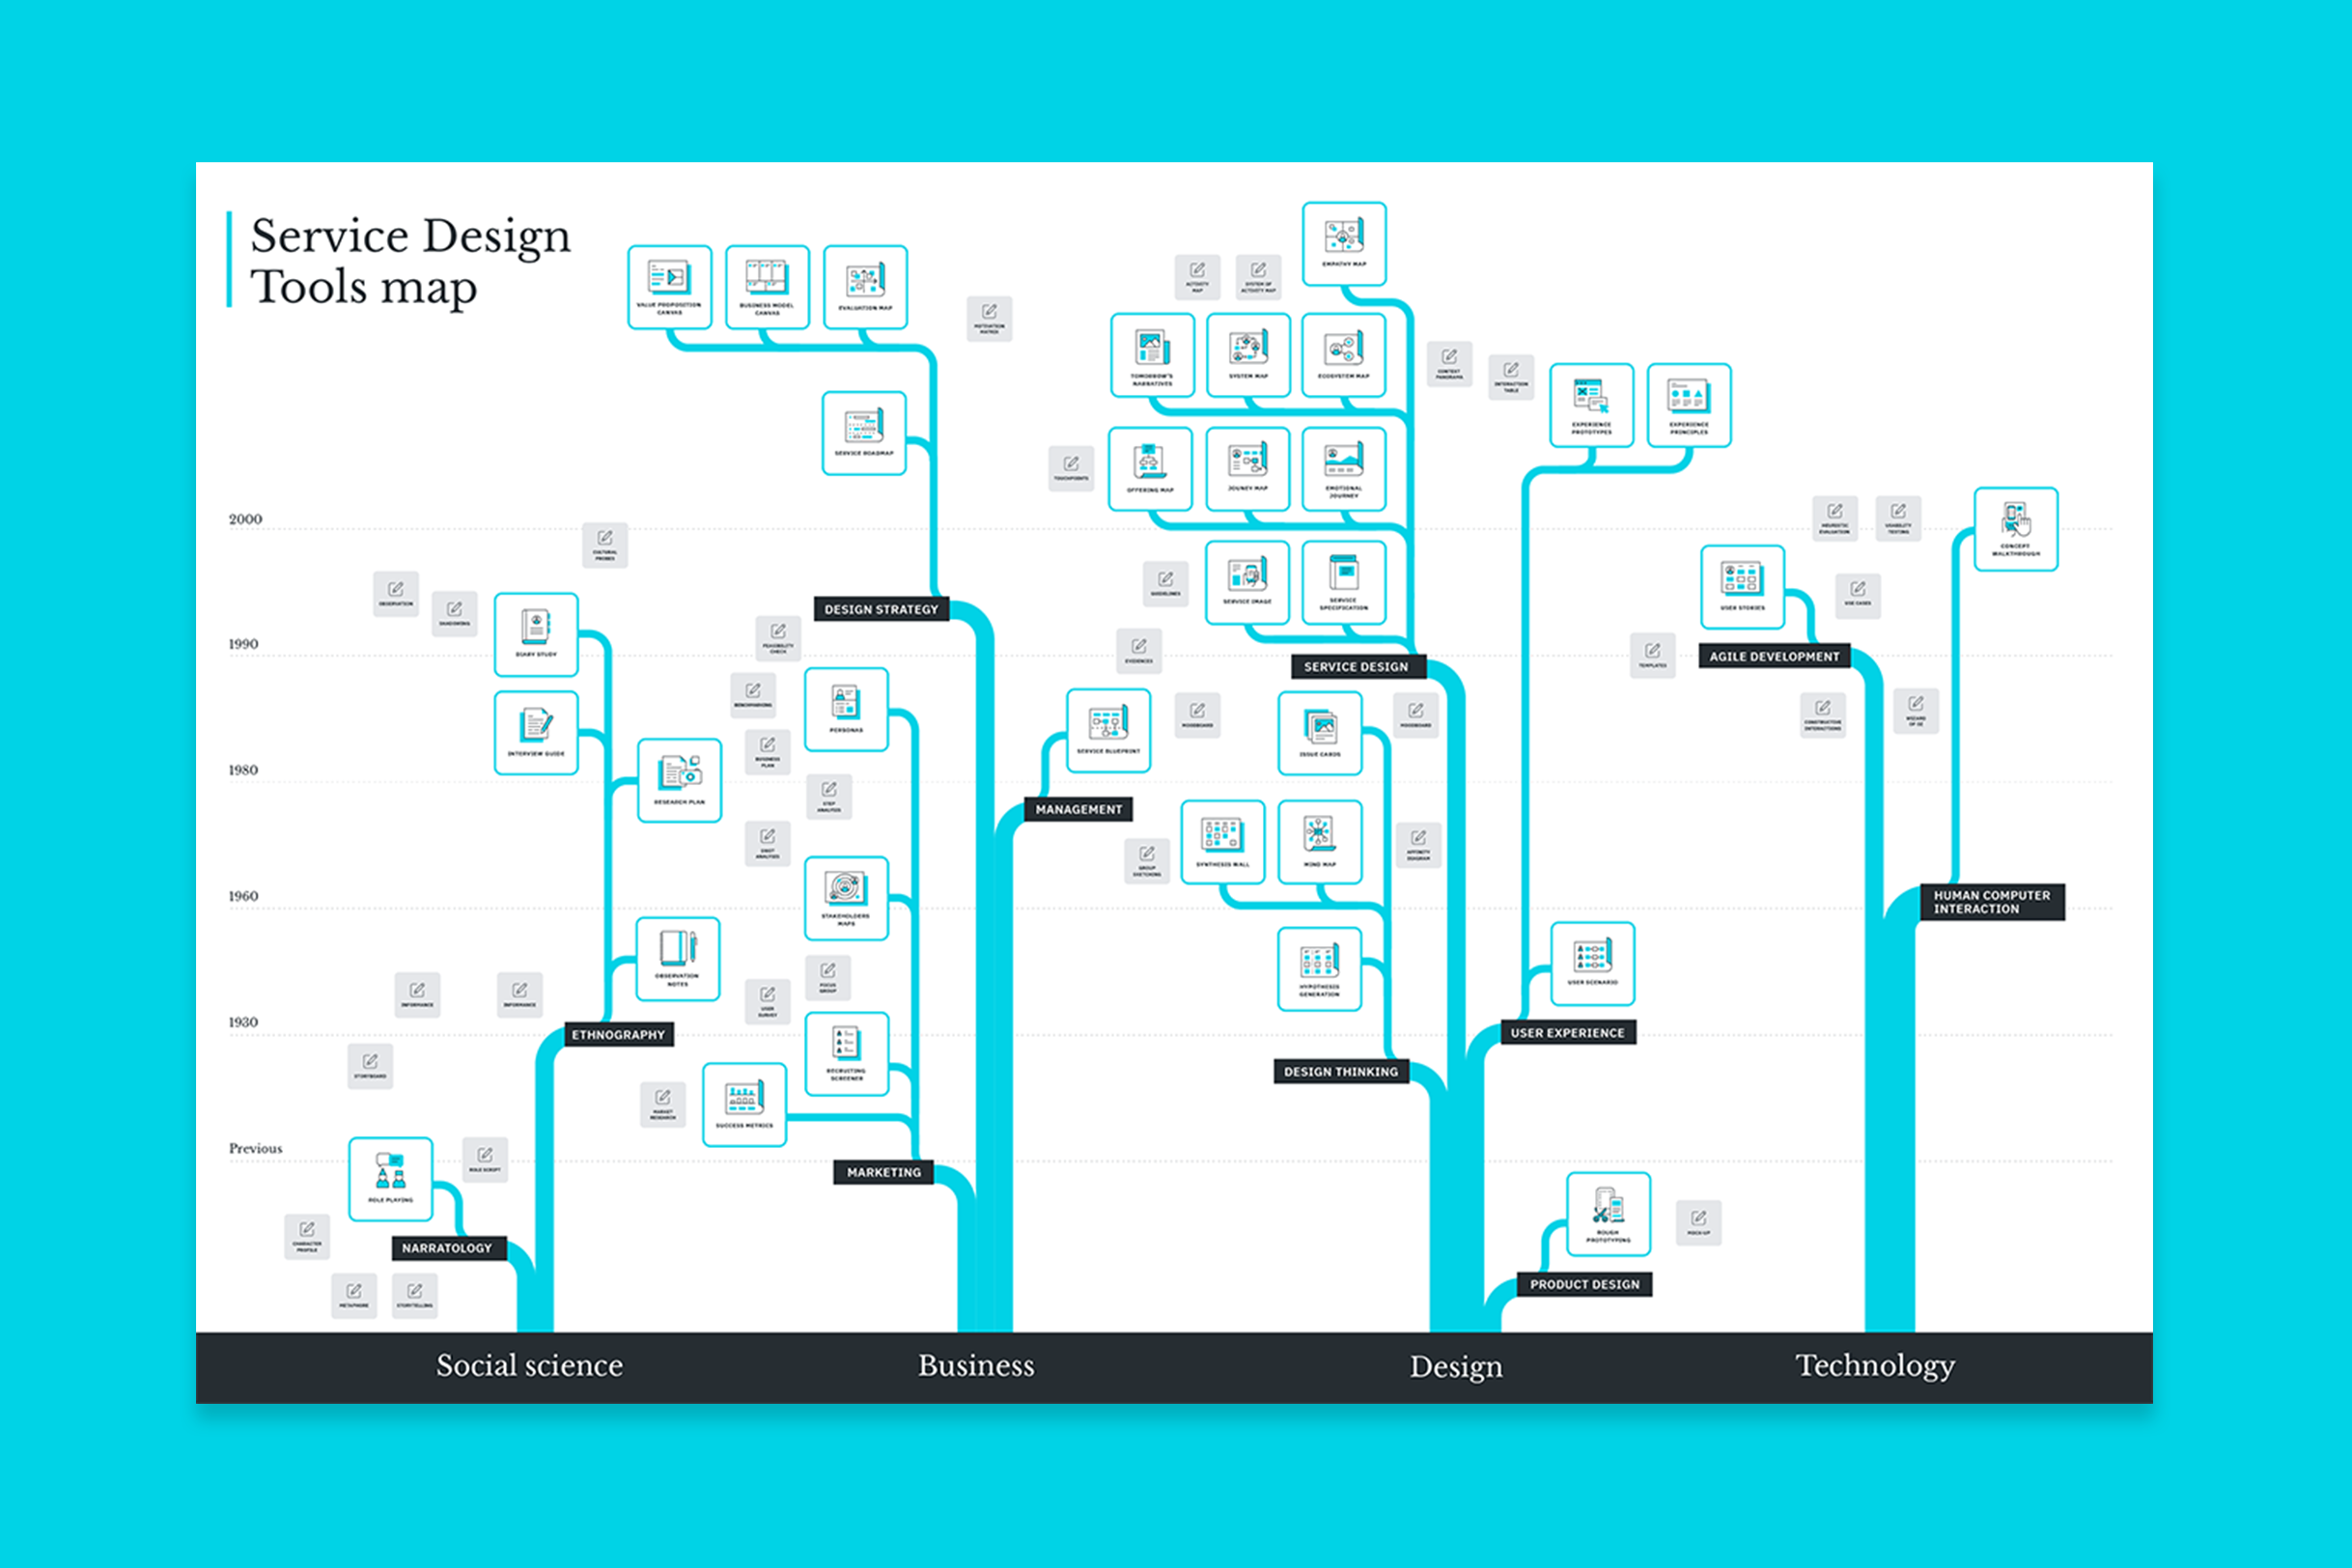 Service Design
Tools map
EMPATHY MAP
VALUE PROPOSITION
CANVAS
BUSINESS MODEL
CANVAS
EVALUATION MAP
MOTIVATION
MATRIX
ACTIVITY
MAP
SYSTEM OF
ACTIVITY MAP
TOMORROW'S
NARRATIVES
SYSTEM MAP
ECOSYSTEM MAP
CONTEXT
PANORAMA
INTERACTION
TABLE
EXPERIENCE
PROTOTYPES
EXPERIENCE
PRINCIPLES
SERVICE ROADMAP
TOUCHPOINTS
OFFERING MAP
JOUNEY MAP
EMOTIONAL
JOURNEY
2000
CULTURAL
PROBES
HEURISTIC
EVALUATION
USABILITY
TESTING
CONCEPT
WALKTHROUGH
OBSERVATION
SHADOWING
DIARY STUDY
DESIGN STRATEGY
GUIDELINES
SERVICE IMAGE
SERVICE
SPECIFICATION
USER STORIES
USE CASES
1990
FEASIBILITY
CHECK
EVIDENCES
SERVICE DESIGN
TEMPLATES
AGILE DEVELOPMENT
BENCHMARKING
PERSONAS
SERVICE BLUEPRINT
MOODBOARD
ISSUE CARDS
MOODBOARD
CONSTRUCTIVE
INTERACTIONS
WIZARD
OF OZ
INTERVIEW GUIDE
BUSINESS
PLAN
1980
RESEARCH PLAN
STEP
ANALYSIS
MANAGEMENT
SWOT
ANALYSIS
GROUP
SKETCHING
SYNTHESIS WALL
MIND MAP
AFFINITY
DIAGRAM
1960
STAKEHOLDERS
MAPS
HUMAN COMPUTER
INTERACTION
OBSERVATION
NOTES
INFORMANCE
INFORMANCE
USER
SURVEY
FOCUS
GROUP
HYPOTHESIS
GENERATION
USER SCENARIO
1930
ETHNOGRAPHY
USER EXPERIENCE
STORYBOARD
RECRUITING
SCREENER
DESIGN THINKING
MARKET
RESEARCH
SUCCESS METRICS
Previous
ROLE PLAYING
ROLE SCRIPT
MARKETING
CHARACTER
PROFILE
NARRATOLOGY
ROUGH
PROTOTYPING
MOCK UP
METAPHORS
STORYTELLING
PRODUCT DESIGN
Social science
Business
Design
Technology